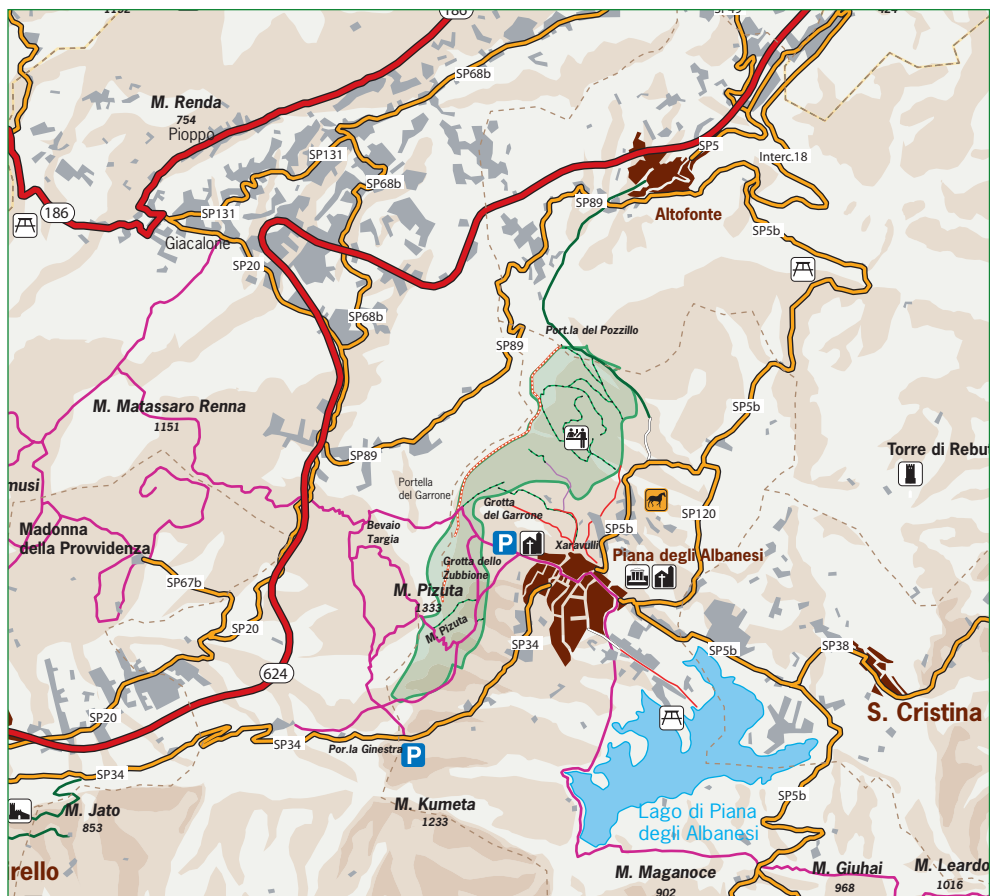 186
SP68b
M. Renda
754
Pioppo
SP131
SP5
Interc.18
SP68b
186
SP131
SP89
Altofonte
Giacalone
SP5b
SP20
SP68b
Port.la del Pozzillo
SP89
M. Matassaro Renna
1151
SP5b
SP89
Torre di Rebut
Portella
del Garrone
musi
Grotta
del Garrone
SP120
Bevaio
Targia
SP5b
Madonna
della Provvidenza
P
Xaravulli
Piana degli Albanesi
Grotta dello
Zubbione
SP67b
M. Pizuta
1333
M. Pizuta
SP20
SP34
SP5b
SP38
624
S. Cristina
SP20
SP34
Por.la Ginestra
P
SP34
SP5b
M. Jato
853
M. Kumeta
1233
Lago di Piana
degli Albanesi
rello
M. Maganoce
902
M. Giuhai
968
M. Leardo
1016